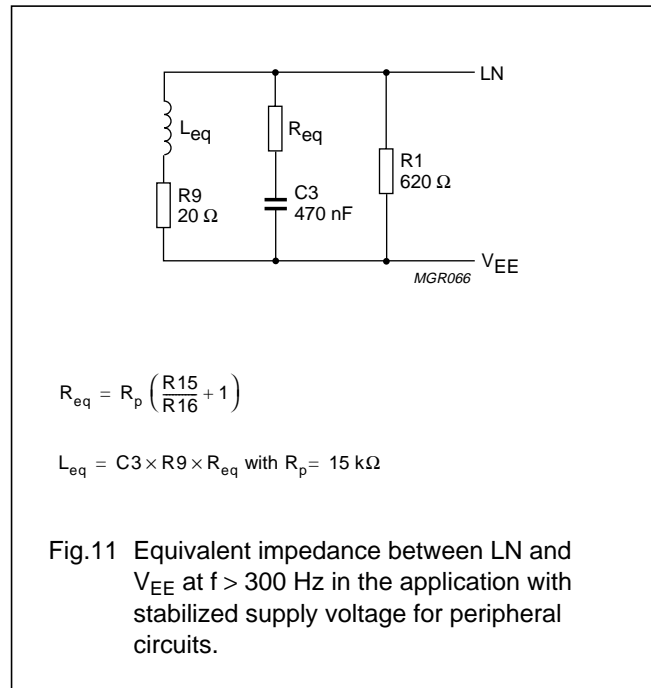 LN
L_eq
R_eq
R1
620 Ω
R9
20 Ω
C3
470 nF
V_EE
MGR066
R_eq = R_p (R15/R16 + 1)
L_eq = C3 × R9 × R_eq with R_p = 15 kΩ
Fig.11 Equivalent impedance between LN and
V_EE at f > 300 Hz in the application with
stabilized supply voltage for peripheral
circuits.